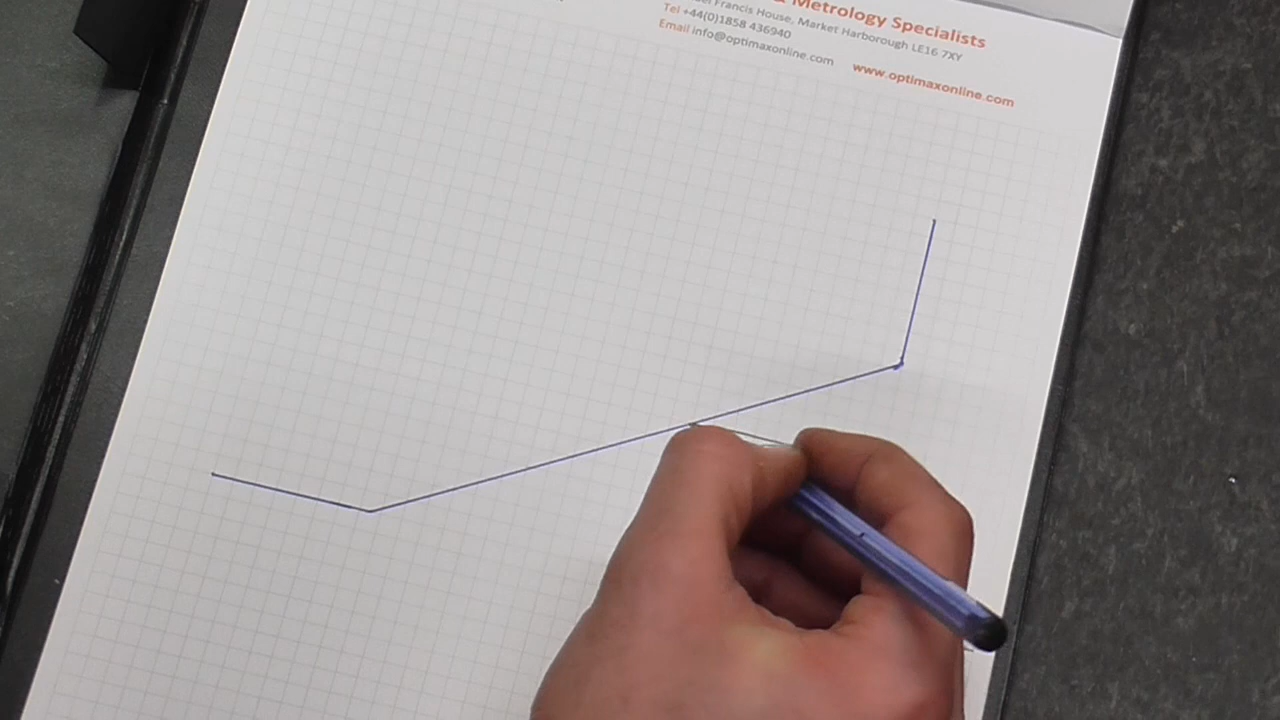 & Metrology Specialists
Francis House, Market Harborough LE16 7XY
Tel +44(0)1858 436940
Email info@optimaxonline.com www.optimaxonline.com